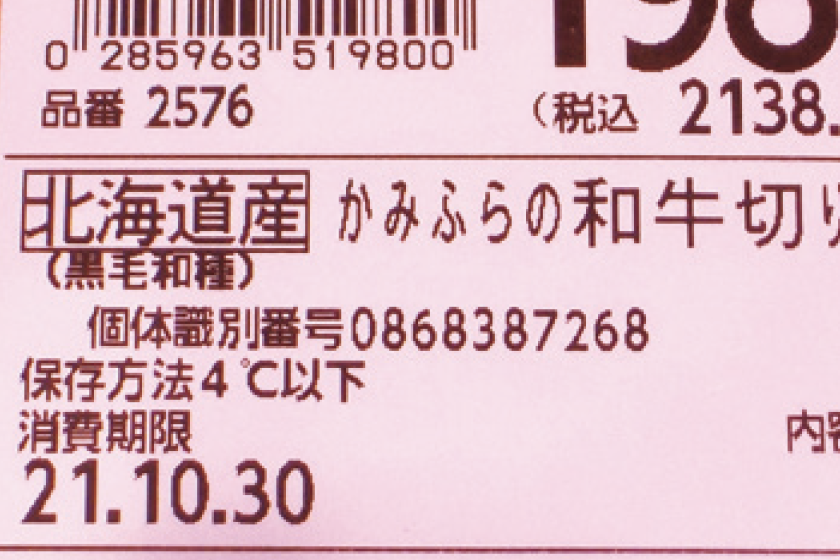 198
0 285963 519800
品番 2576
(税込 2138.
北海道産 かみふらの和牛切り
(黒毛和種)
個体識別番号0868387268
保存方法4℃以下
消費期限
内容
21.10.30